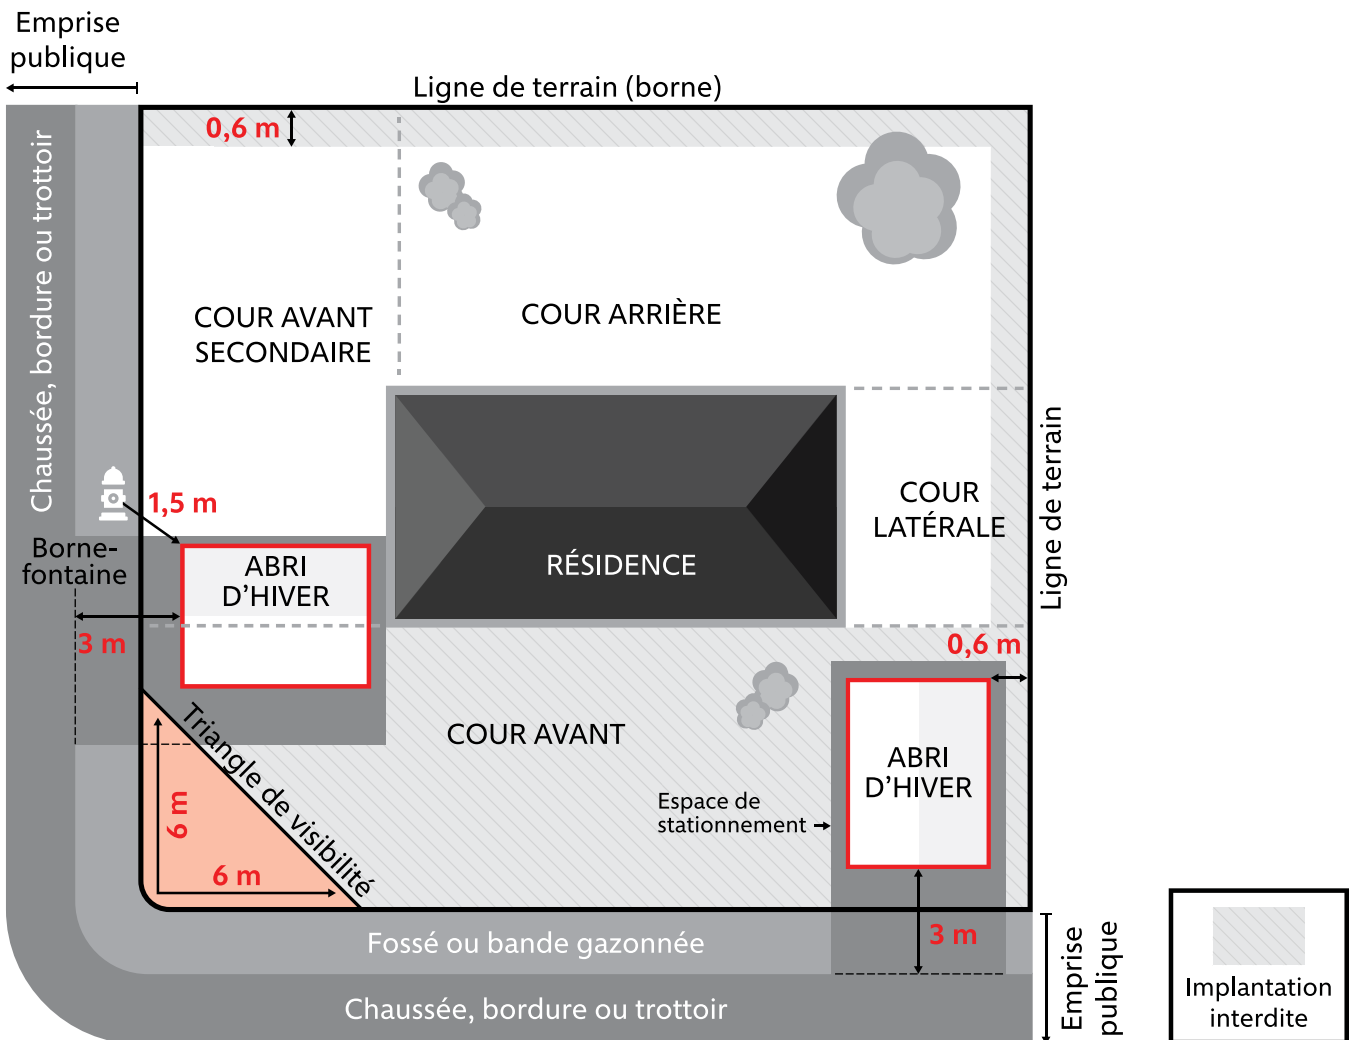 Emprise
publique
Ligne de terrain (borne)
0,6 m
Chaussée, bordure ou trottoir
COUR AVANT
SECONDAIRE
COUR ARRIÈRE
Ligne de terrain
COUR
LATÉRALE
1,5 m
Borne-
fontaine
ABRI
D'HIVER
RÉSIDENCE
3 m
0,6 m
Triangle de visibilité
COUR AVANT
6 m
6 m
Espace de
stationnement
ABRI
D'HIVER
3 m
Fossé ou bande gazonnée
Chaussée, bordure ou trottoir
Emprise
publique
Implantation
interdite